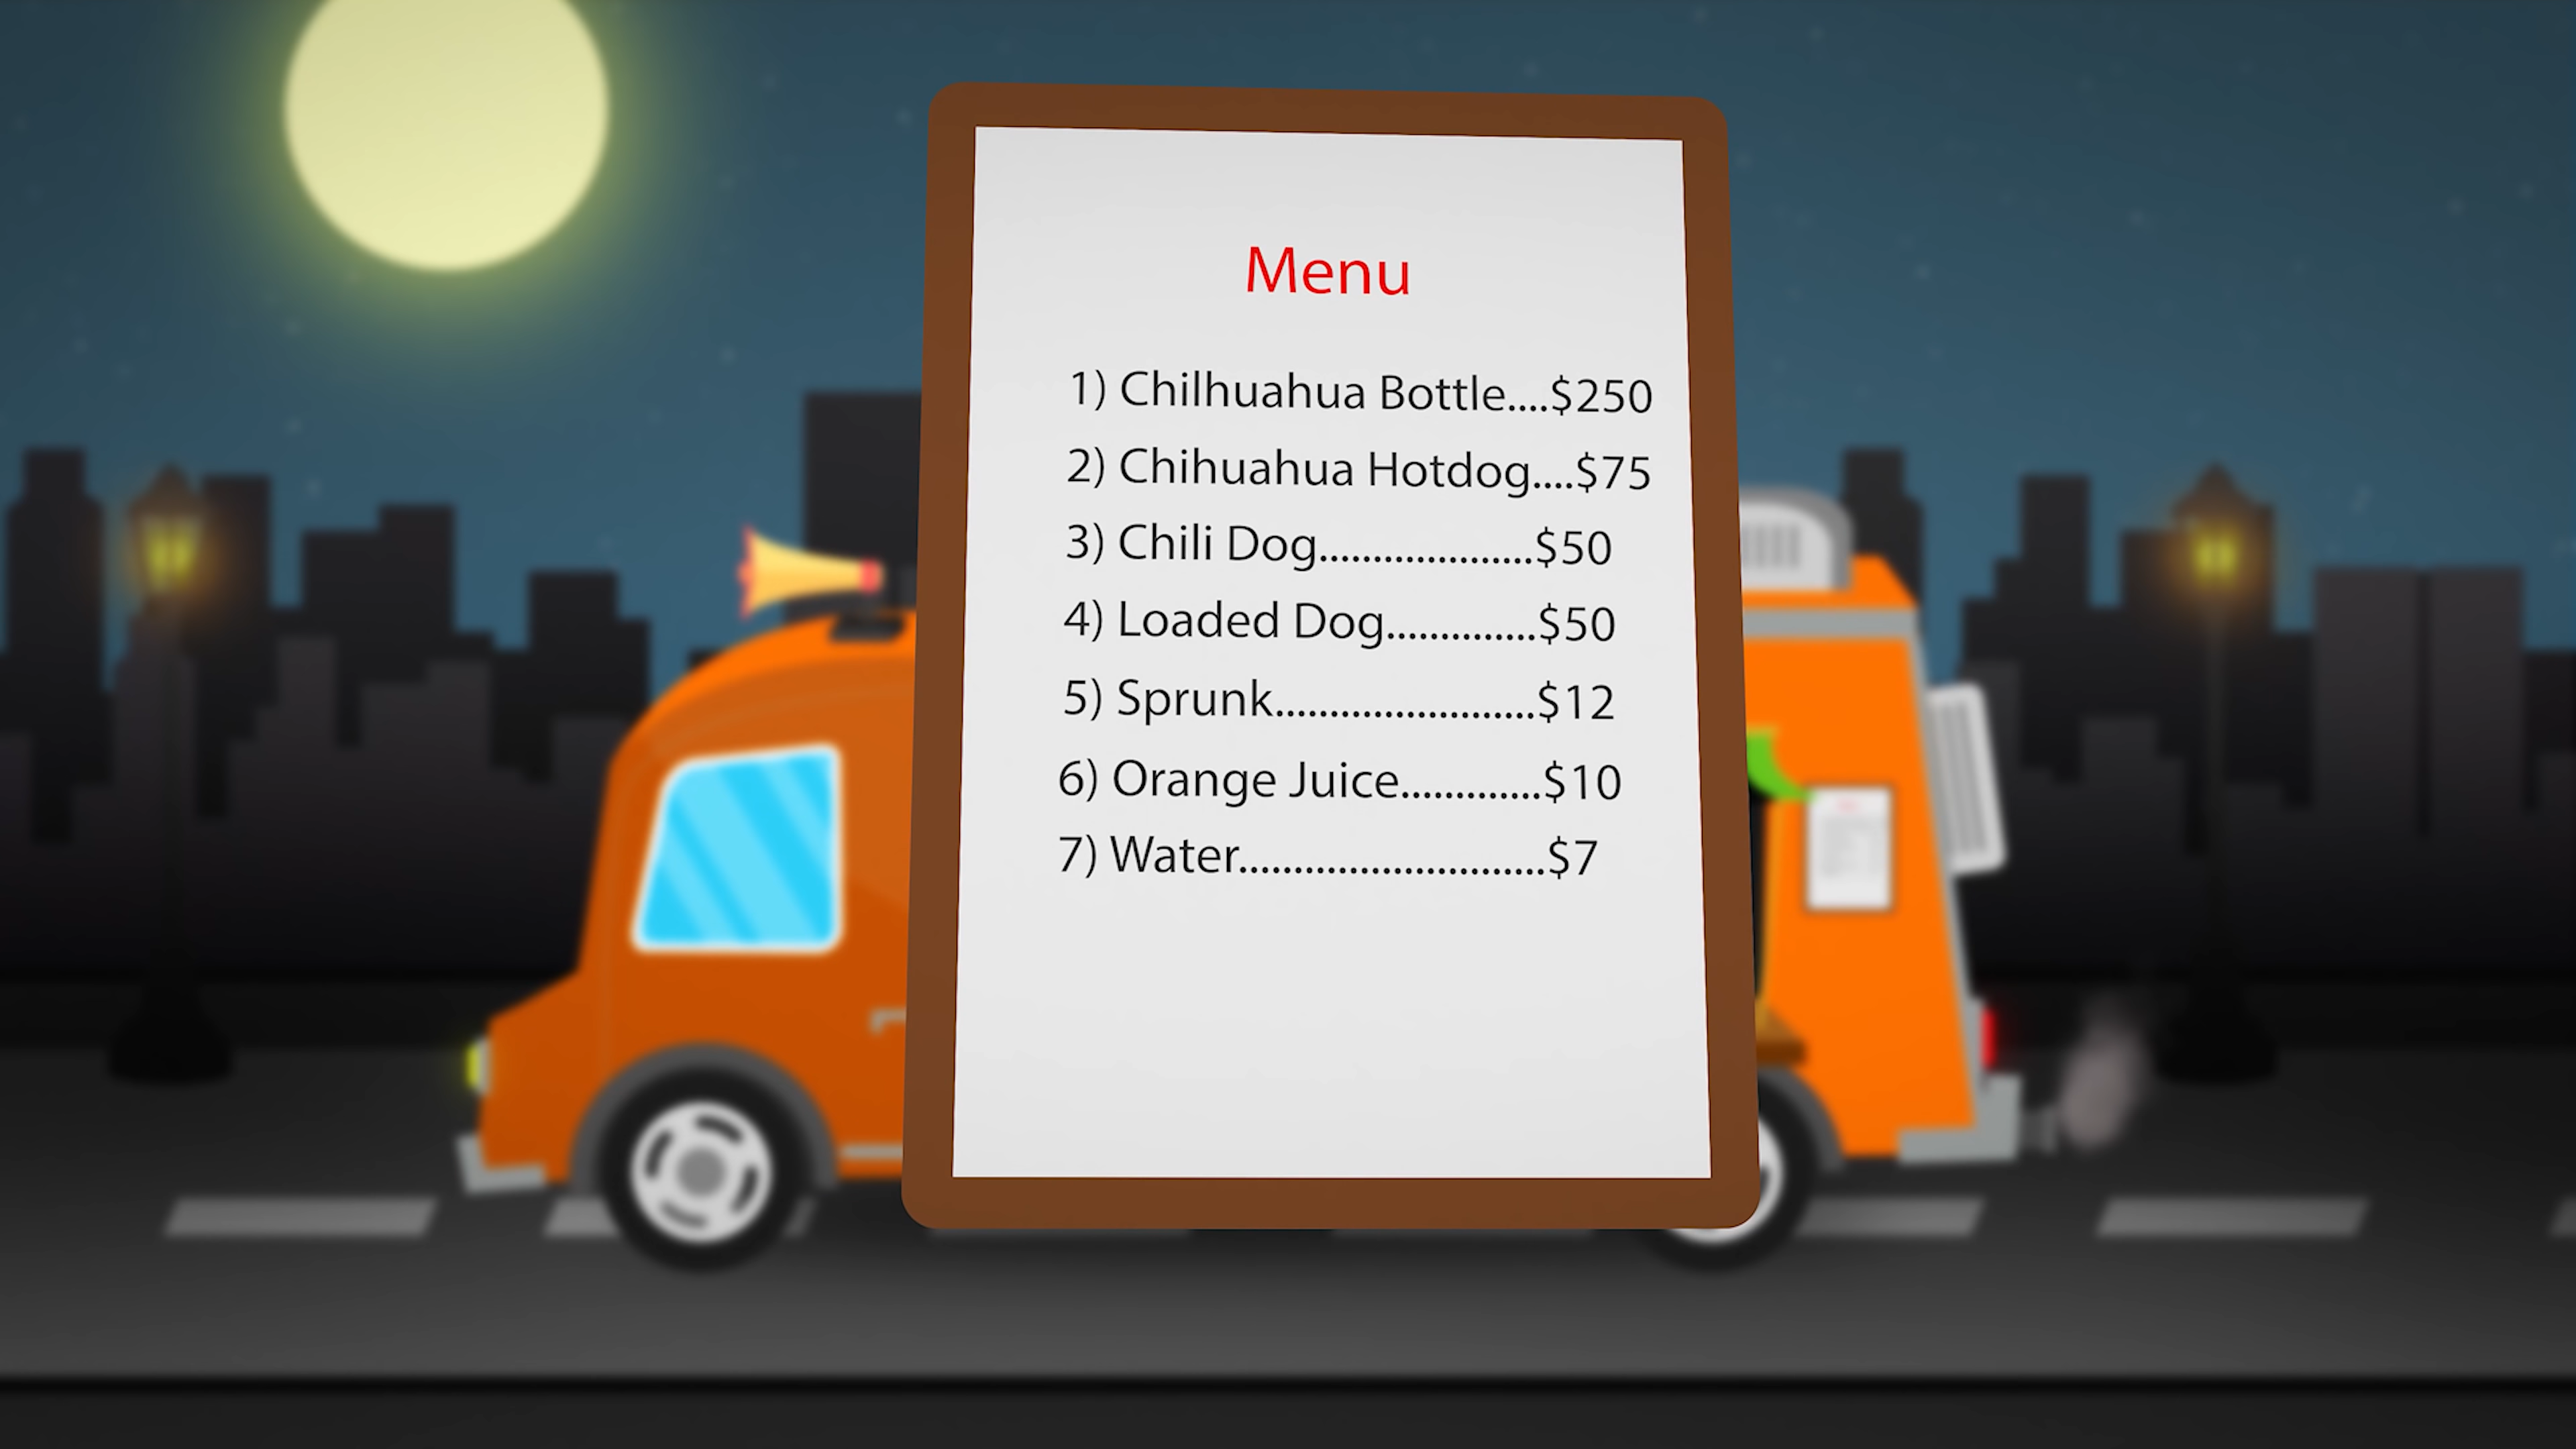 Menu
1) Chilhuahua Bottle....$250
2) Chihuahua Hotdog....$75
3) Chili Dog....................$50
4) Loaded Dog..............$50
5) Sprunk........................$12
6) Orange Juice.............$10
7) Water............................$7